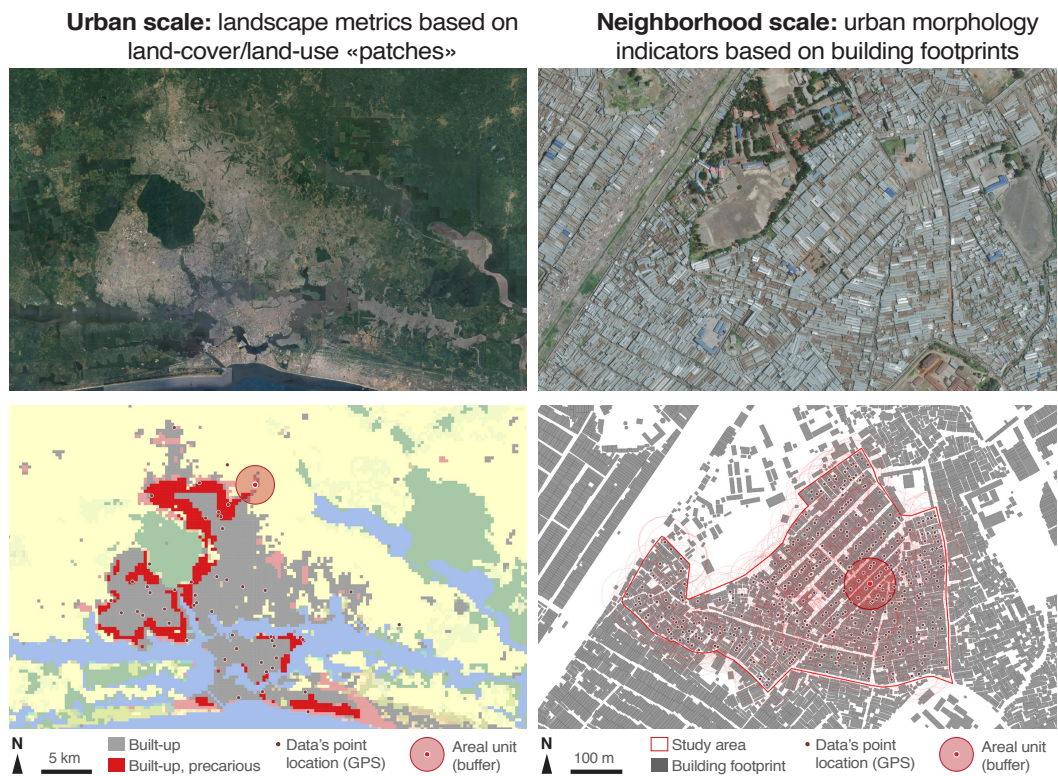 Urban scale: landscape metrics based on
land-cover/land-use «patches»
Neighborhood scale: urban morphology
indicators based on building footprints
N
5 km
Built-up
Built-up, precarious
Data's point
location (GPS)
Areal unit
(buffer)
N
100 m
Study area
Building footprint
Data's point
location (GPS)
Areal unit
(buffer)